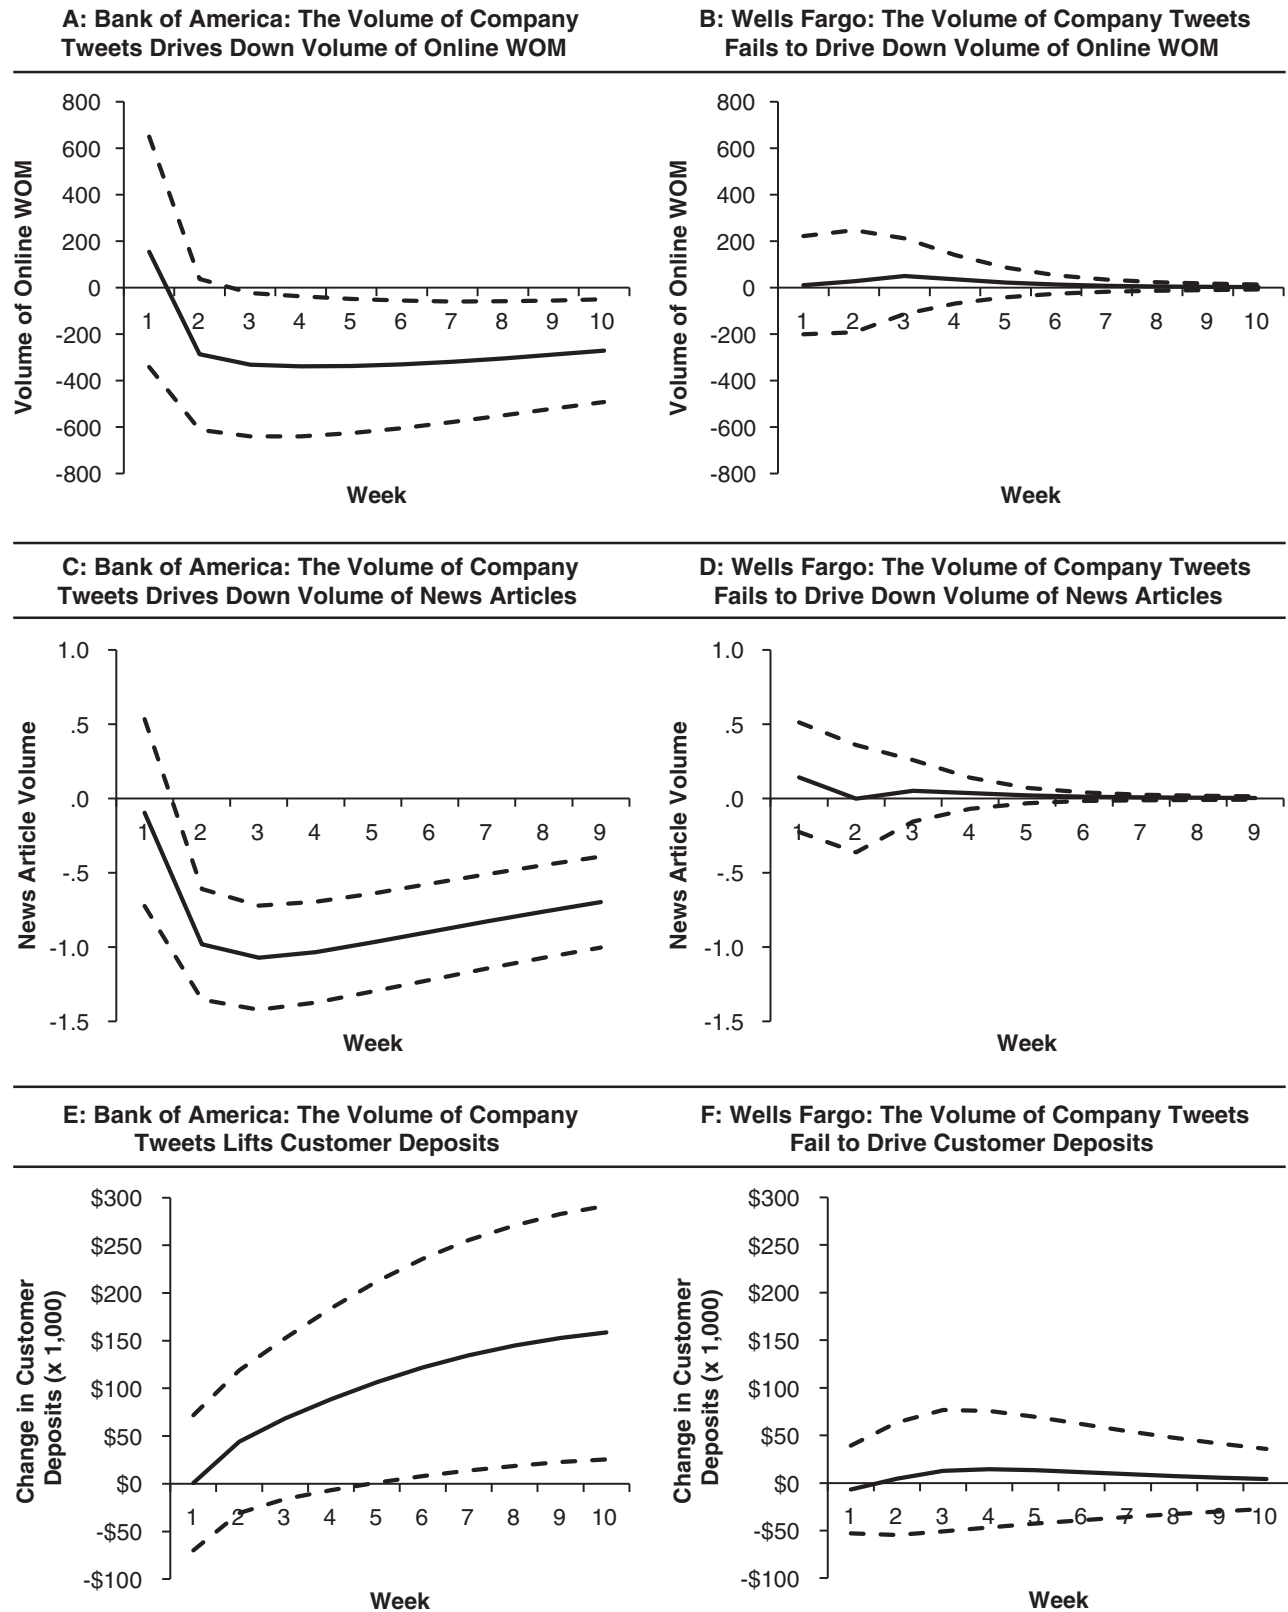 A: Bank of America: The Volume of Company
Tweets Drives Down Volume of Online WOM
800
600
400
200
0
-200
-400
-600
-800
Volume of Online WOM
1 2 3 4 5 6 7 8 9 10
Week
B: Wells Fargo: The Volume of Company Tweets
Fails to Drive Down Volume of Online WOM
800
600
400
200
0
-200
-400
-600
-800
Volume of Online WOM
1 2 3 4 5 6 7 8 9 10
Week
C: Bank of America: The Volume of Company
Tweets Drives Down Volume of News Articles
1.0
.5
.0
-.5
-1.0
-1.5
News Article Volume
1 2 3 4 5 6 7 8 9
Week
D: Wells Fargo: The Volume of Company Tweets
Fails to Drive Down Volume of News Articles
1.0
.5
.0
-.5
-1.0
-1.5
News Article Volume
1 2 3 4 5 6 7 8 9
Week
E: Bank of America: The Volume of Company
Tweets Lifts Customer Deposits
$300
$250
$200
$150
$100
$50
$0
-$50
-$100
Change in Customer
Deposits (x 1,000)
1 2 3 4 5 6 7 8 9 10
Week
F: Wells Fargo: The Volume of Company Tweets
Fail to Drive Customer Deposits
$300
$250
$200
$150
$100
$50
$0
-$50
-$100
Change in Customer
Deposits (x 1,000)
1 2 3 4 5 6 7 8 9 10
Week